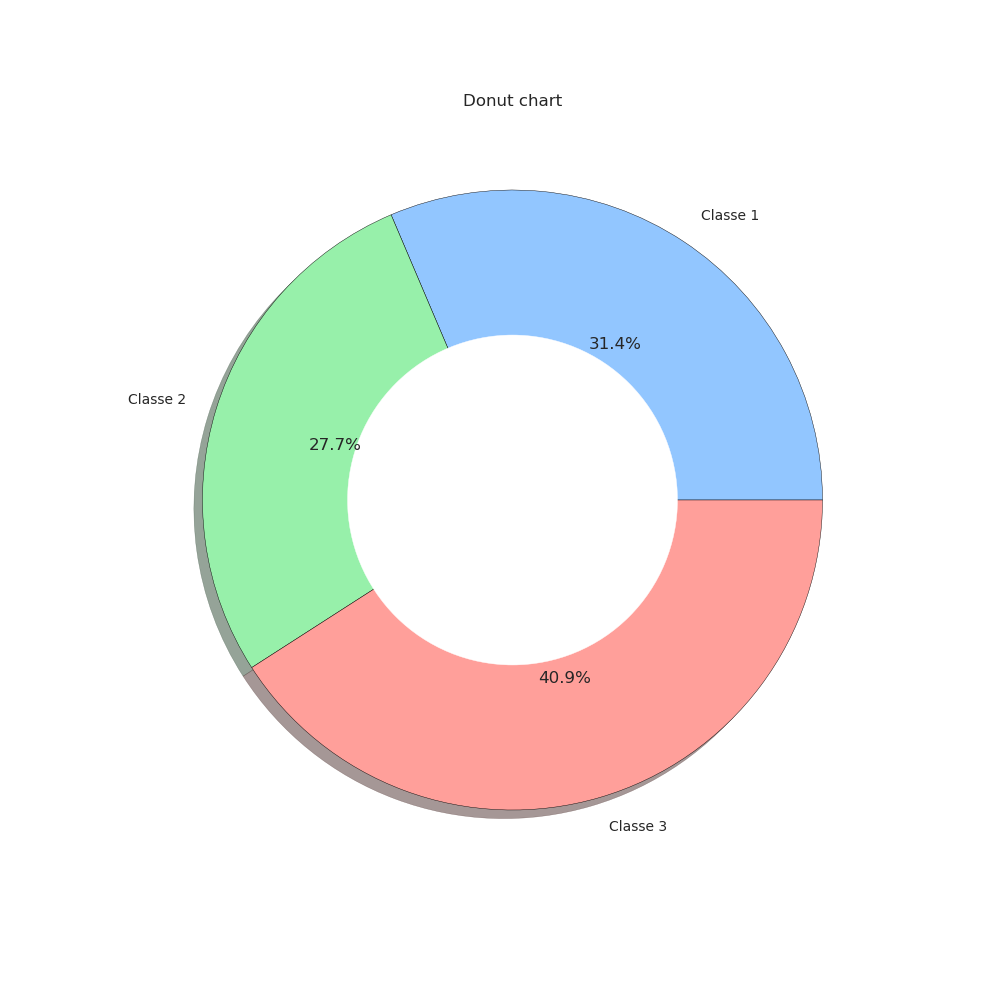 Donut chart
Classe 1
31.4%
Classe 2
27.7%
40.9%
Classe 3